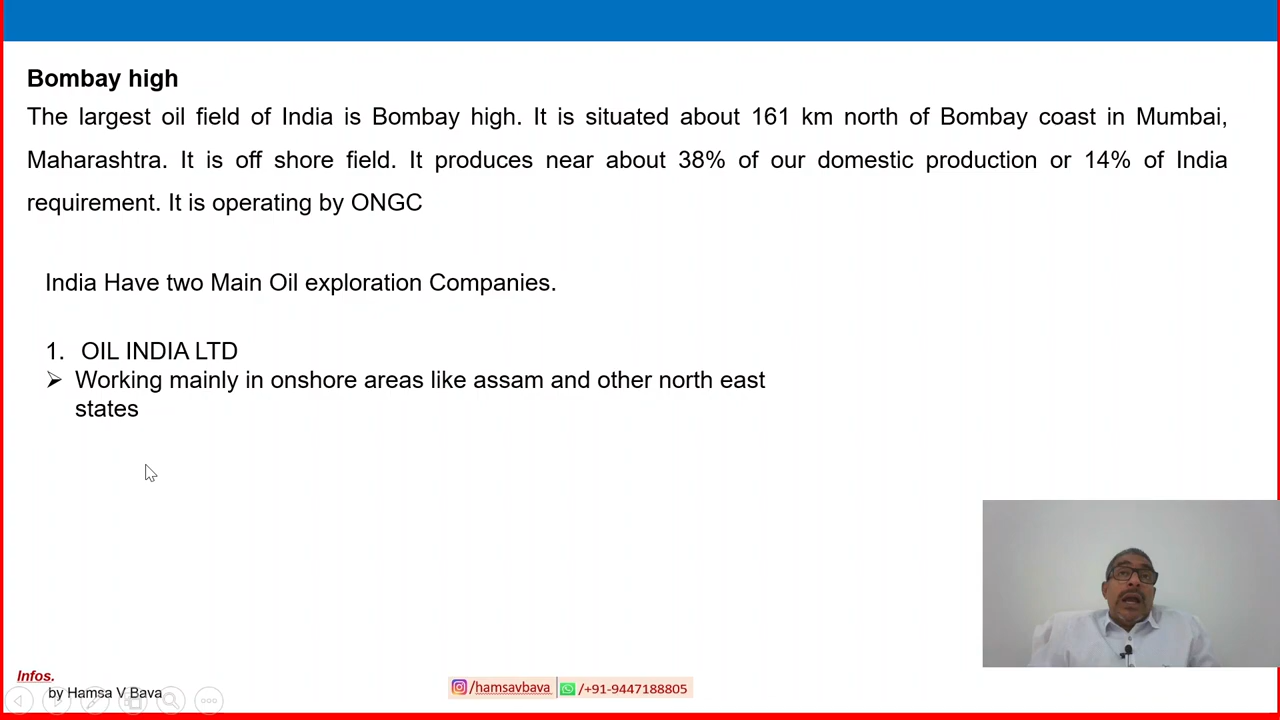 Bombay high
The largest oil field of India is Bombay high. It is situated about 161 km north of Bombay coast in Mumbai,
Maharashtra. It is off shore field. It produces near about 38% of our domestic production or 14% of India
requirement. It is operating by ONGC
India Have two Main Oil exploration Companies.
1. OIL INDIA LTD
➢ Working mainly in onshore areas like assam and other north east
states
Infos.
by Hamsa V Bava
/hamsavbava /+91-9447188805